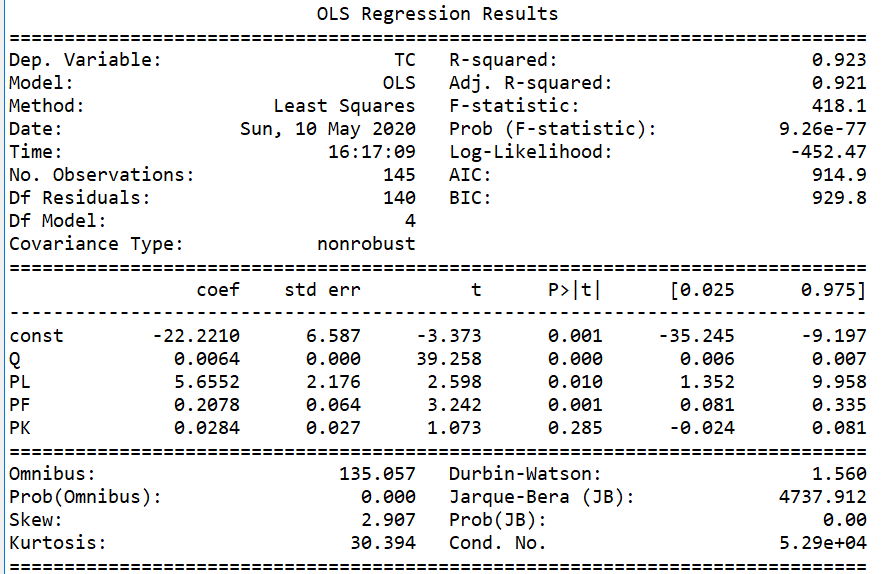 OLS Regression Results
==============================================================================
Dep. Variable:                     TC   R-squared:                       0.923
Model:                            OLS   Adj. R-squared:                  0.921
Method:                 Least Squares   F-statistic:                     418.1
Date:                Sun, 10 May 2020   Prob (F-statistic):           9.26e-77
Time:                        16:17:09   Log-Likelihood:                -452.47
No. Observations:                 145   AIC:                             914.9
Df Residuals:                     140   BIC:                             929.8
Df Model:                           4
Covariance Type:            nonrobust
==============================================================================
                 coef    std err          t      P>|t|      [0.025      0.975]
------------------------------------------------------------------------------
const        -22.2210      6.587     -3.373      0.001     -35.245      -9.197
Q              0.0064      0.000     39.258      0.000       0.006       0.007
PL             5.6552      2.176      2.598      0.010       1.352       9.958
PF             0.2078      0.064      3.242      0.001       0.081       0.335
PK             0.0284      0.027      1.073      0.285      -0.024       0.081
==============================================================================
Omnibus:                      135.057   Durbin-Watson:                   1.560
Prob(Omnibus):                  0.000   Jarque-Bera (JB):             4737.912
Skew:                           2.907   Prob(JB):                         0.00
Kurtosis:                      30.394   Cond. No.                     5.29e+04
==============================================================================